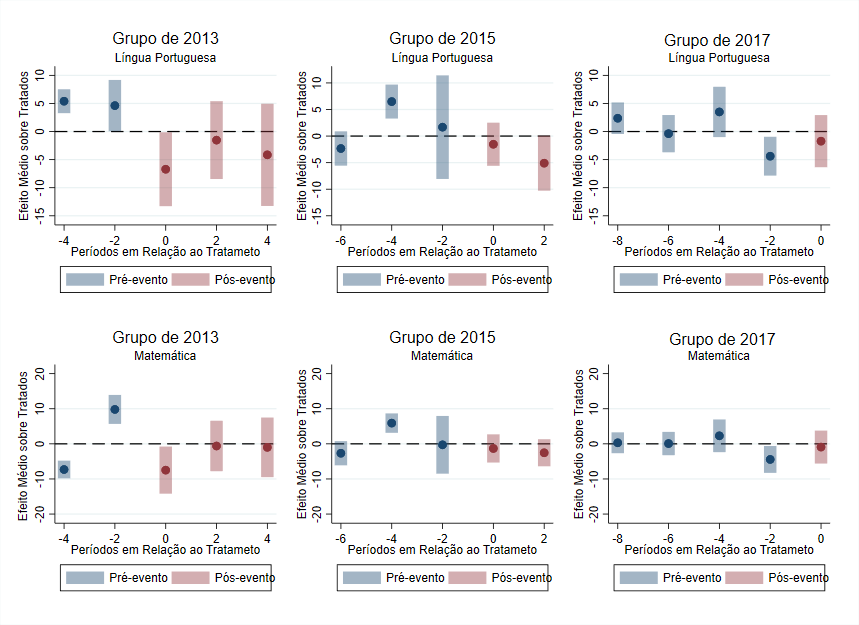 Grupo de 2013
Língua Portuguesa
Efeito Médio sobre Tratados
10
5
0
-5
-10
-15
-4
-2
0
2
4
Períodos em Relação ao Tratameto
Pré-evento
Pós-evento
Grupo de 2015
Língua Portuguesa
Efeito Médio sobre Tratados
10
5
0
-5
-10
-15
-6
-4
-2
0
2
Períodos em Relação ao Tratameto
Pré-evento
Pós-evento
Grupo de 2017
Língua Portuguesa
Efeito Médio sobre Tratados
10
5
0
-5
-10
-15
-8
-6
-4
-2
0
Períodos em Relação ao Tratameto
Pré-evento
Pós-evento
Grupo de 2013
Matemática
Efeito Médio sobre Tratados
20
10
0
-10
-20
-4
-2
0
2
4
Períodos em Relação ao Tratameto
Pré-evento
Pós-evento
Grupo de 2015
Matemática
Efeito Médio sobre Tratados
20
10
0
-10
-20
-6
-4
-2
0
2
Períodos em Relação ao Tratameto
Pré-evento
Pós-evento
Grupo de 2017
Matemática
Efeito Médio sobre Tratados
20
10
0
-10
-20
-8
-6
-4
-2
0
Períodos em Relação ao Tratameto
Pré-evento
Pós-evento